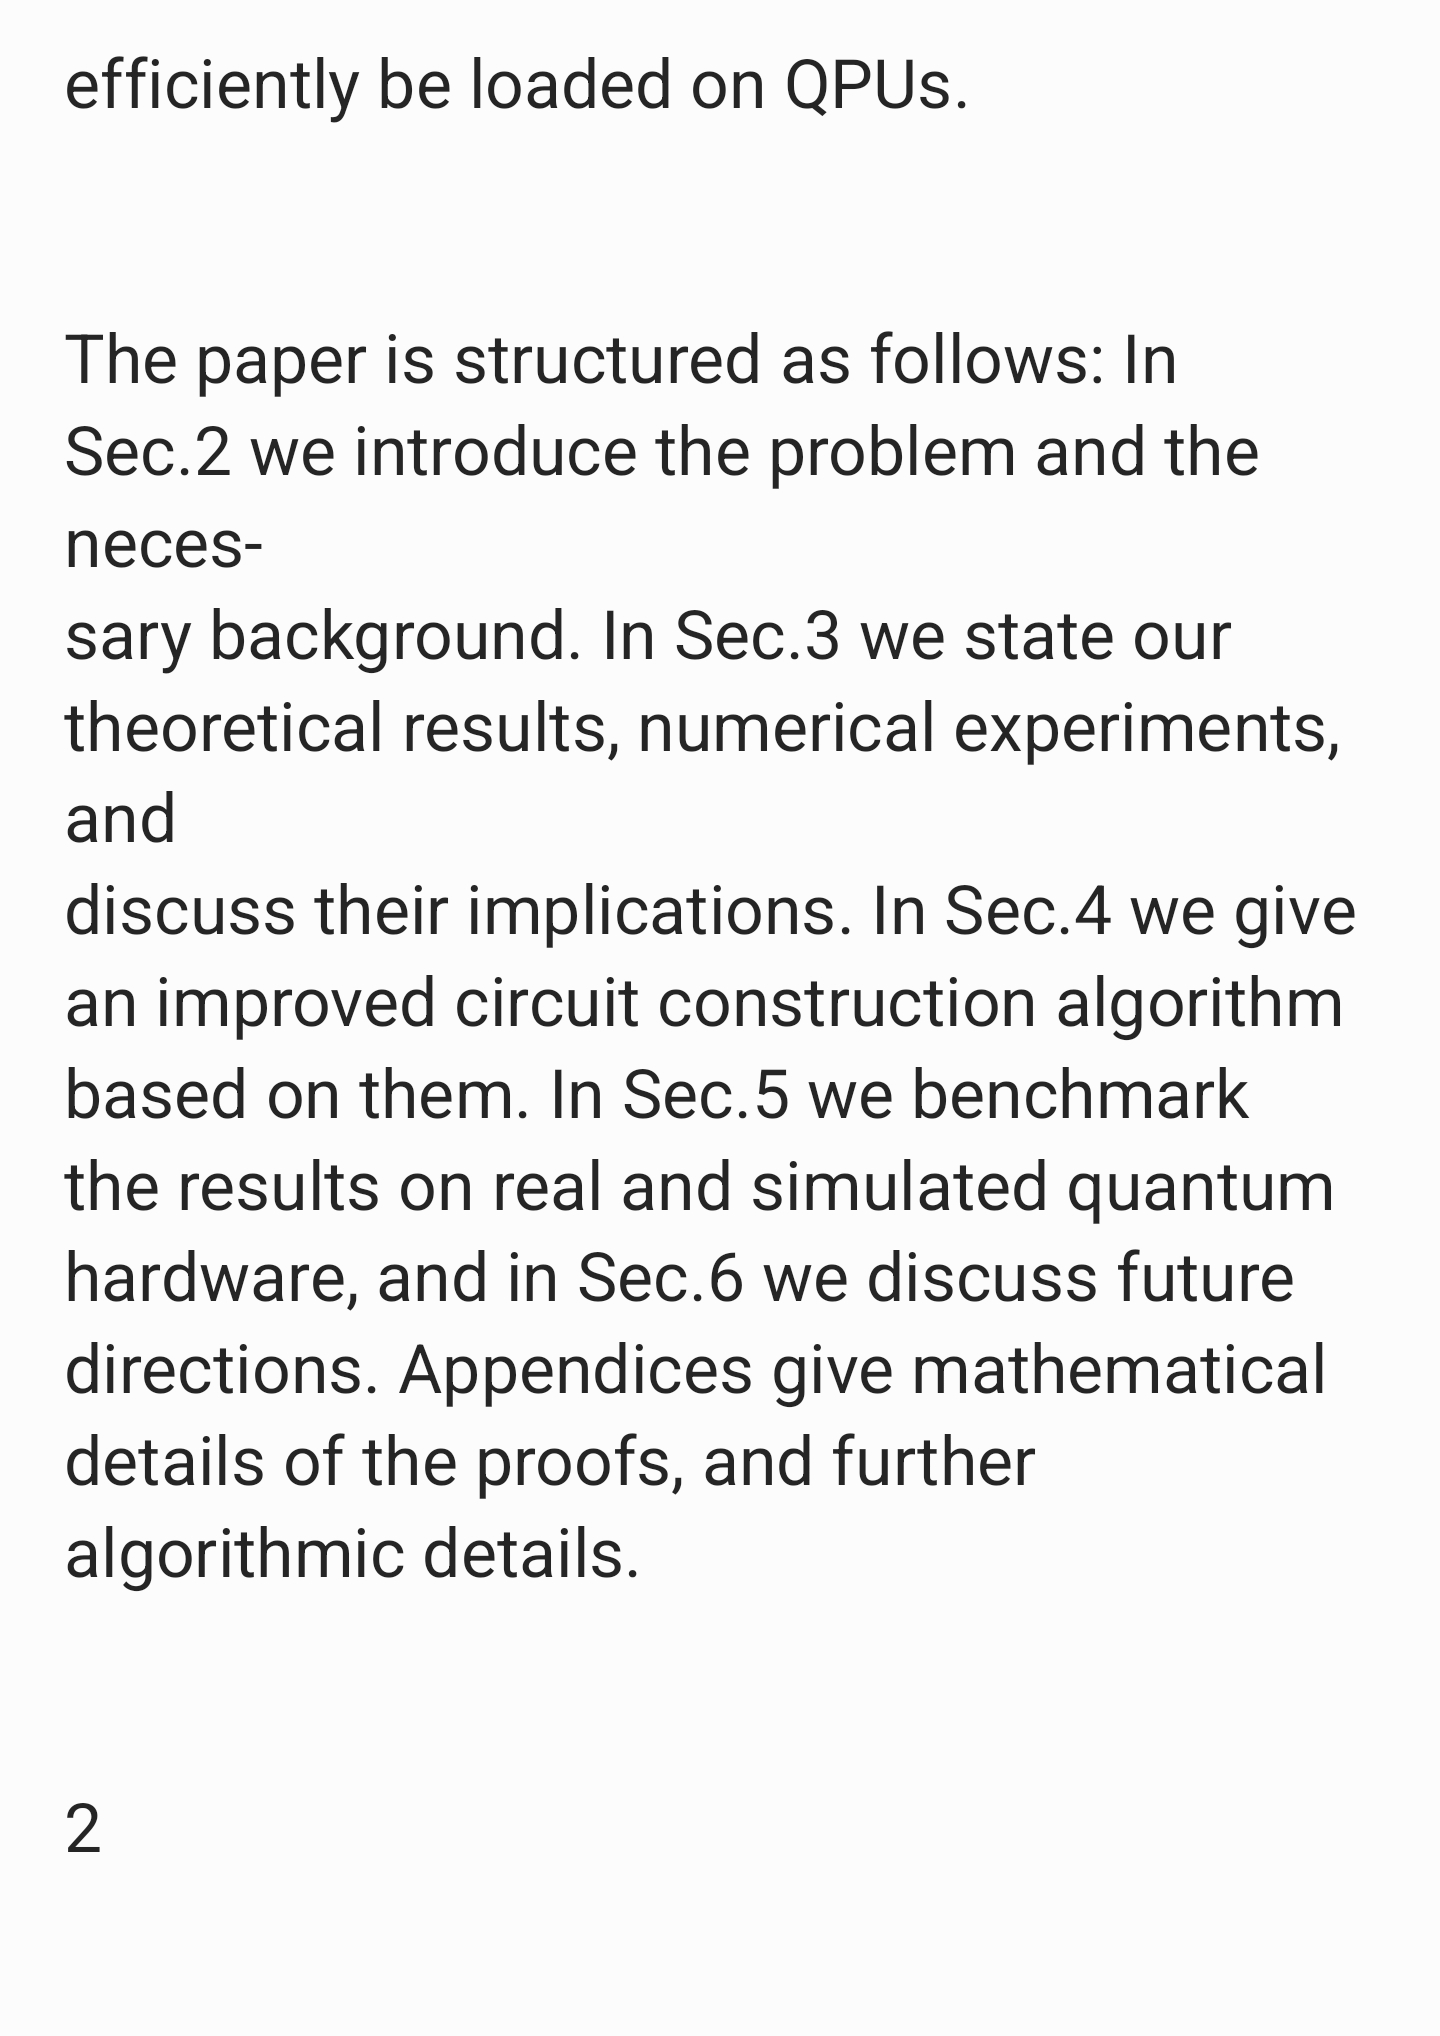 efficiently be loaded on QPUs.
The paper is structured as follows: In
Sec.2 we introduce the problem and the
neces-
sary background. In Sec.3 we state our
theoretical results, numerical experiments,
and
discuss their implications. In Sec.4 we give
an improved circuit construction algorithm
based on them. In Sec.5 we benchmark
the results on real and simulated quantum
hardware, and in Sec.6 we discuss future
directions. Appendices give mathematical
details of the proofs, and further
algorithmic details.
2